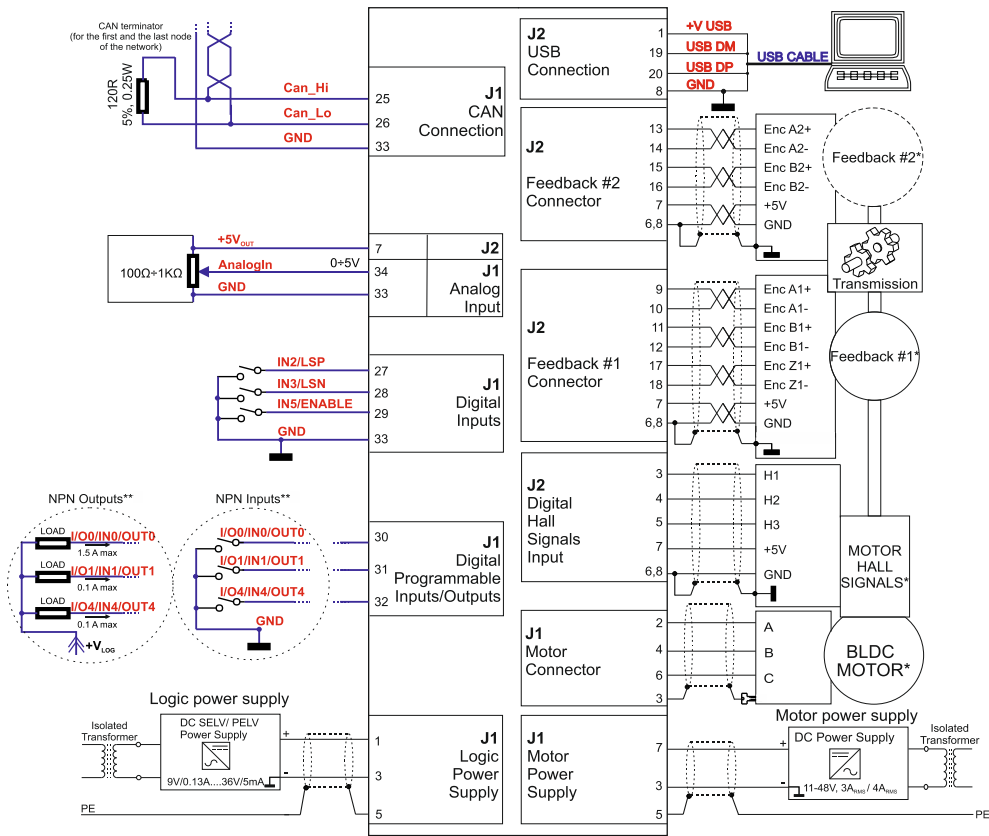 CAN terminator
(for the first and the last node
of the network)
120R
5%, 0.25W
Can_Hi
25
Can_Lo
26
GND
33
J1
CAN
Connection
J2
USB
Connection
1
+V USB
19
USB DM
20
USB DP
8
GND
USB CABLE
J2
Feedback #2
Connector
13
Enc A2+
14
Enc A2-
15
Enc B2+
16
Enc B2-
7
+5V
6,8
GND
Feedback #2*
Transmission
100Ω÷1KΩ
+5VOUT
7
J2
AnalogIn
0÷5V
34
J1
GND
33
Analog
Input
J2
Feedback #1
Connector
9
Enc A1+
10
Enc A1-
11
Enc B1+
12
Enc B1-
17
Enc Z1+
18
Enc Z1-
7
+5V
6,8
GND
Feedback #1*
IN2/LSP
27
IN3/LSN
28
IN5/ENABLE
29
GND
33
J1
Digital
Inputs
J2
Digital
Hall
Signals
Input
3
H1
4
H2
5
H3
7
+5V
6,8
GND
MOTOR
HALL
SIGNALS*
NPN Outputs**
LOAD
I/O0/IN0/OUT0
1.5 A max
LOAD
I/O1/IN1/OUT1
0.1 A max
LOAD
I/O4/IN4/OUT4
0.1 A max
+VLOG
NPN Inputs**
I/O0/IN0/OUT0
I/O1/IN1/OUT1
I/O4/IN4/OUT4
GND
30
31
32
J1
Digital
Programmable
Inputs/Outputs
J1
Motor
Connector
2
A
4
B
6
C
3
BLDC
MOTOR*
Logic power supply
Isolated
Transformer
DC SELV/ PELV
Power Supply
9V/0.13A....36V/5mA
+
-
PE
1
3
5
J1
Logic
Power
Supply
J1
Motor
Power
Supply
7
3
5
Motor power supply
+
-
DC Power Supply
11-48V, 3ARMS / 4ARMS
Isolated
Transformer
PE